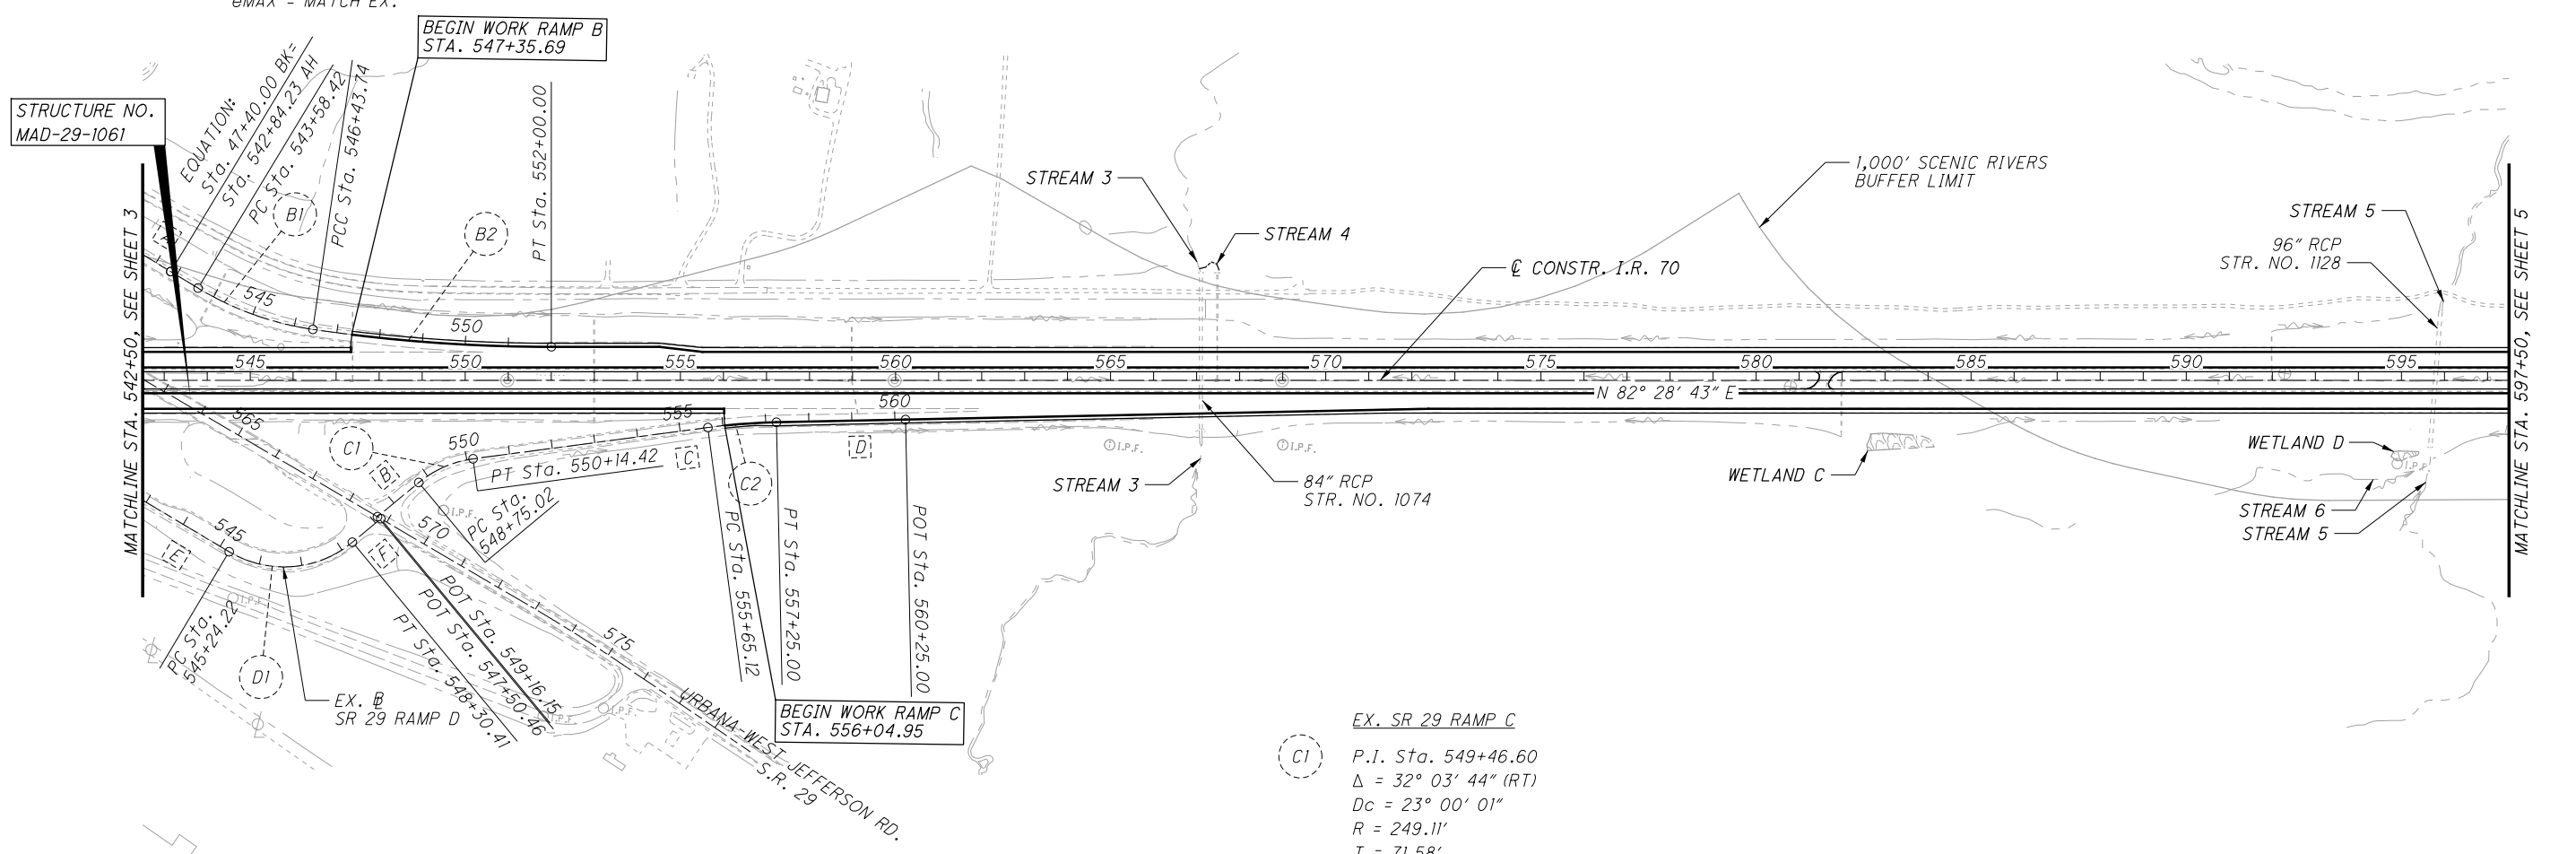 eMAX = MATCH EX.
BEGIN WORK RAMP B
STA. 547+35.69
STRUCTURE NO.
MAD-29-1061
EQUATION:
Sta. 47+40.00 BK=
Sta. 542+84.23 AH
PC Sta. 543+58.42
PCC Sta. 546+43.74
PT Sta. 552+00.00
B1
B2
A
MATCHLINE STA. 542+50, SEE SHEET 3
STREAM 3
STREAM 4
1,000' SCENIC RIVERS
BUFFER LIMIT
℄ CONSTR. I.R. 70
STREAM 5
96" RCP
STR. NO. 1128
MATCHLINE STA. 597+50, SEE SHEET 5
545
550
545
550
555
560
565
570
575
580
585
590
595
N 82° 28' 43" E
565
555
560
C1
550
B
PT Sta. 550+14.42
C
C2
D
I.P.F.
I.P.F.
STREAM 3
84" RCP
STR. NO. 1074
WETLAND C
WETLAND D
I.P.F.
STREAM 6
STREAM 5
545
E
F
I.P.F.
570
PC Sta.
548+75.02
PC Sta. 555+65.12
PT Sta. 557+25.00
POT Sta. 560+25.00
PC Sta.
545+24.22
I.P.F.
D1
EX. BL
SR 29 RAMP D
POT Sta. 549+16.15
POT Sta. 547+50.46
PT Sta. 548+30.41
575
I.P.F.
I.P.F.
URBANA-WEST JEFFERSON RD.
S.R. 29
BEGIN WORK RAMP C
STA. 556+04.95
EX. SR 29 RAMP C
C1
P.I. Sta. 549+46.60
Δ = 32° 03' 44" (RT)
Dc = 23° 00' 01"
R = 249.11'
T = 71.58'